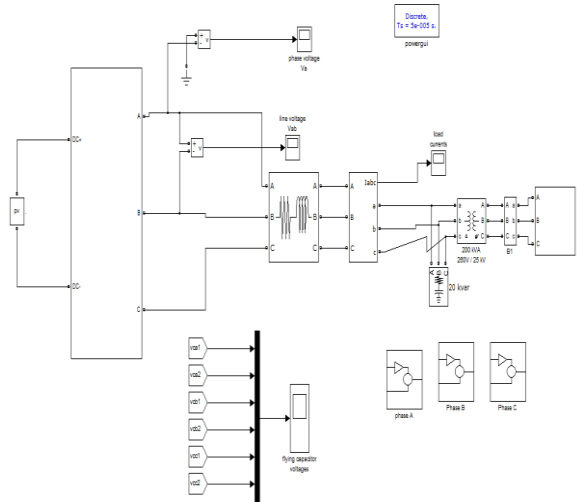 Discrete,
Ts = 5e-005 s.
powergui
v
phase voltage
Va
line voltage
Vab
v
load
currents
DC+
DC-
pv
A
B
C
A
B
C
A
B
C
A
B
C
Iabc
a
b
c
a
b
c
A
B
C
200 kVA
260V / 25 kV
a
b
c
A
B
C
B1
A
B
C
A
B
C
20 kvar
vca1
vca2
vcb1
vcb2
vcc1
vcc2
flying capacitor
voltages
phase A
Phase B
Phase C